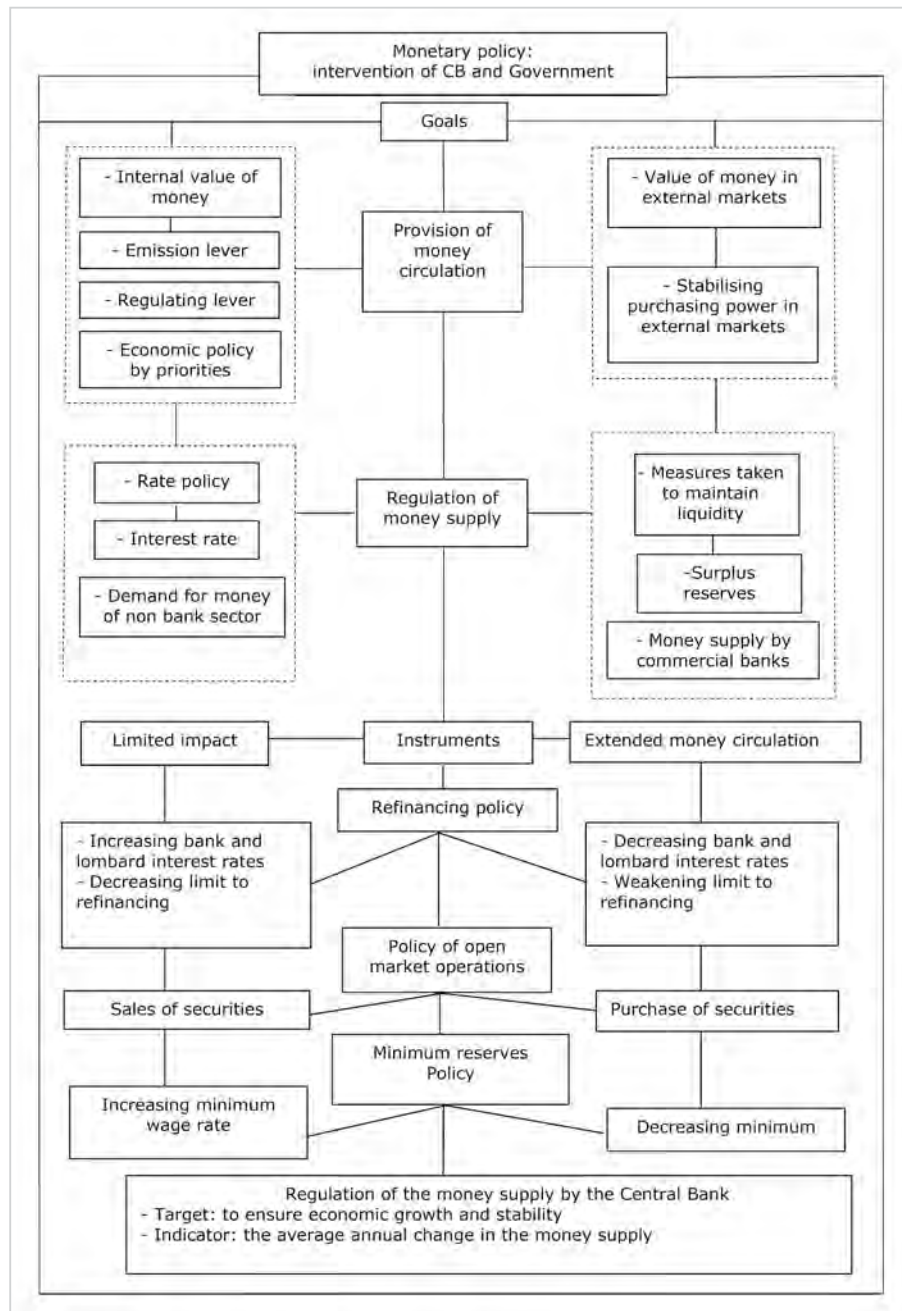 Monetary policy:
intervention of CB and Government
Goals
- Internal value of
money
- Emission lever
- Regulating lever
- Economic policy
by priorities
Provision of
money
circulation
- Value of money in
external markets
- Stabilising
purchasing power in
external markets
- Rate policy
- Interest rate
- Demand for money
of non bank sector
Regulation of
money supply
- Measures taken
to maintain
liquidity
-Surplus
reserves
- Money supply by
commercial banks
Limited impact
Instruments
Extended money circulation
Refinancing policy
- Increasing bank and
lombard interest rates
- Decreasing limit to
refinancing
- Decreasing bank and
lombard interest rates
- Weakening limit to
refinancing
Policy of open
market operations
Sales of securities
Purchase of securities
Minimum reserves
Policy
Increasing minimum
wage rate
Decreasing minimum
Regulation of the money supply by the Central Bank
- Target: to ensure economic growth and stability
- Indicator: the average annual change in the money supply